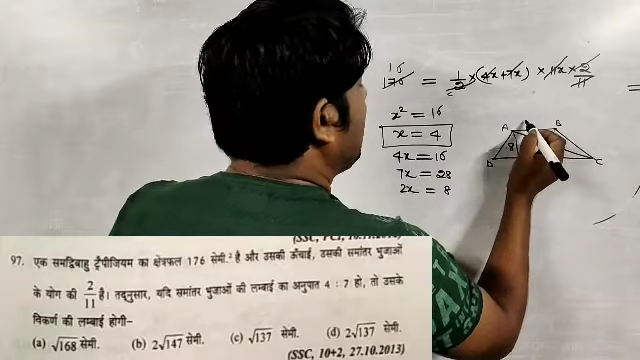 16
176 = 1/2 × (4x+7x) × 11x × 2/11
x² = 16
x = 4
4x = 16
7x = 28
2x = 8
A B
8
D C
97. एक समद्विबाहु ट्रैपीजियम का क्षेत्रफल 176 सेमी.² है और उसकी ऊँचाई, उसकी समांतर भुजाओं
के योग की 2/11 है। तद्नुसार, यदि समांतर भुजाओं की लम्बाई का अनुपात 4 : 7 हो, तो उसके
विकर्ण की लम्बाई होगी–
(a) √168 सेमी. (b) 2√147 सेमी. (c) √137 सेमी. (d) 2√137 सेमी.
(SSC, 10+2, 27.10.2013)